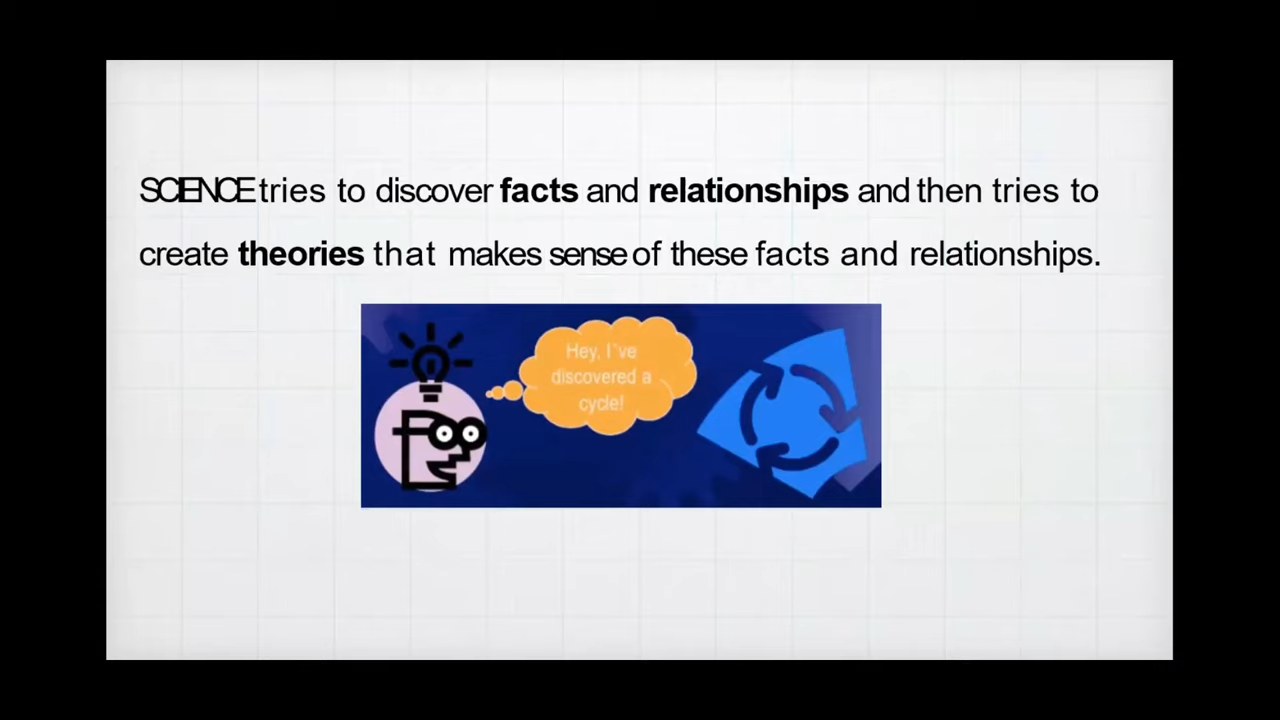 SCIENCE tries to discover facts and relationships and then tries to
create theories that makes sense of these facts and relationships.
Hey, I've
discovered a
cycle!